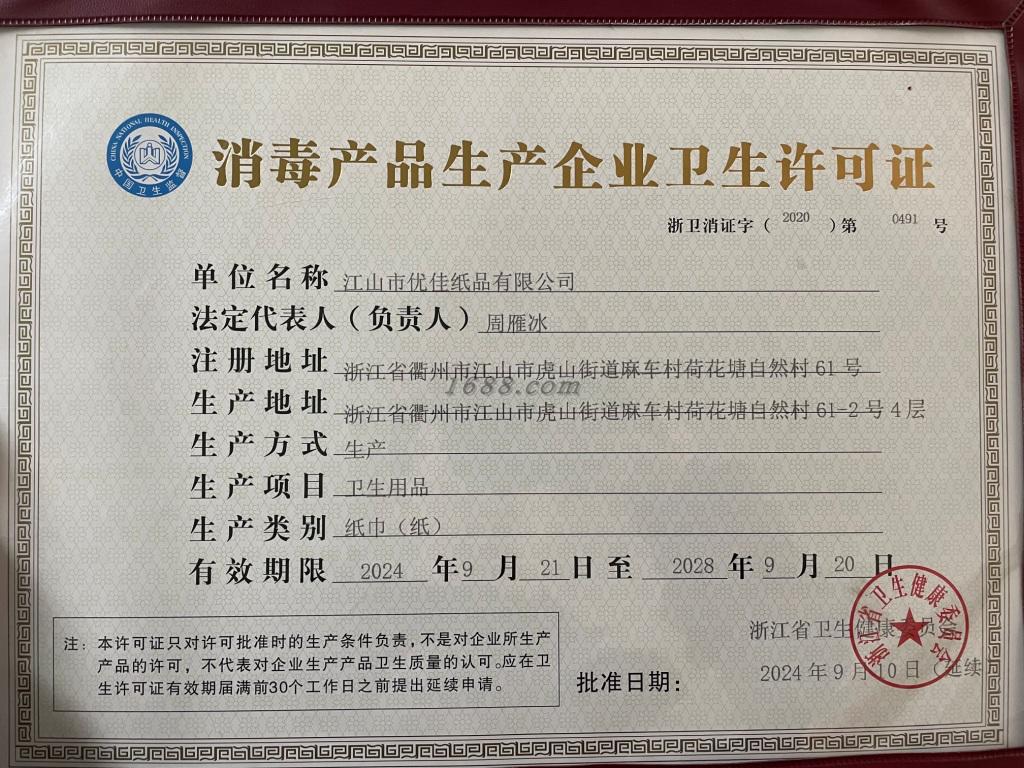 CHINA NATIONAL HEALTH INSPECTION
中国卫生监督
消毒产品生产企业卫生许可证
浙卫消证字（ 2020 ）第 0491 号
单位名称 江山市优佳纸品有限公司
法定代表人（负责人） 周雁冰
注册地址 浙江省衢州市江山市虎山街道麻车村荷花塘自然村 61 号
1688.com
生产地址 浙江省衢州市江山市虎山街道麻车村荷花塘自然村 61-2 号 4 层
生产方式 生产
生产项目 卫生用品
生产类别 纸巾（纸）
有效期限 2024 年 9 月 21 日至 2028 年 9 月 20 日
注：本许可证只对许可批准时的生产条件负责，不是对企业所生产
产品的许可，不代表对企业生产产品卫生质量的认可。应在卫
生许可证有效期届满前30个工作日之前提出延续申请。
浙江省卫生健康委员会
批准日期： 2024 年 9 月 10 日（延续
浙江省卫生健康委员会